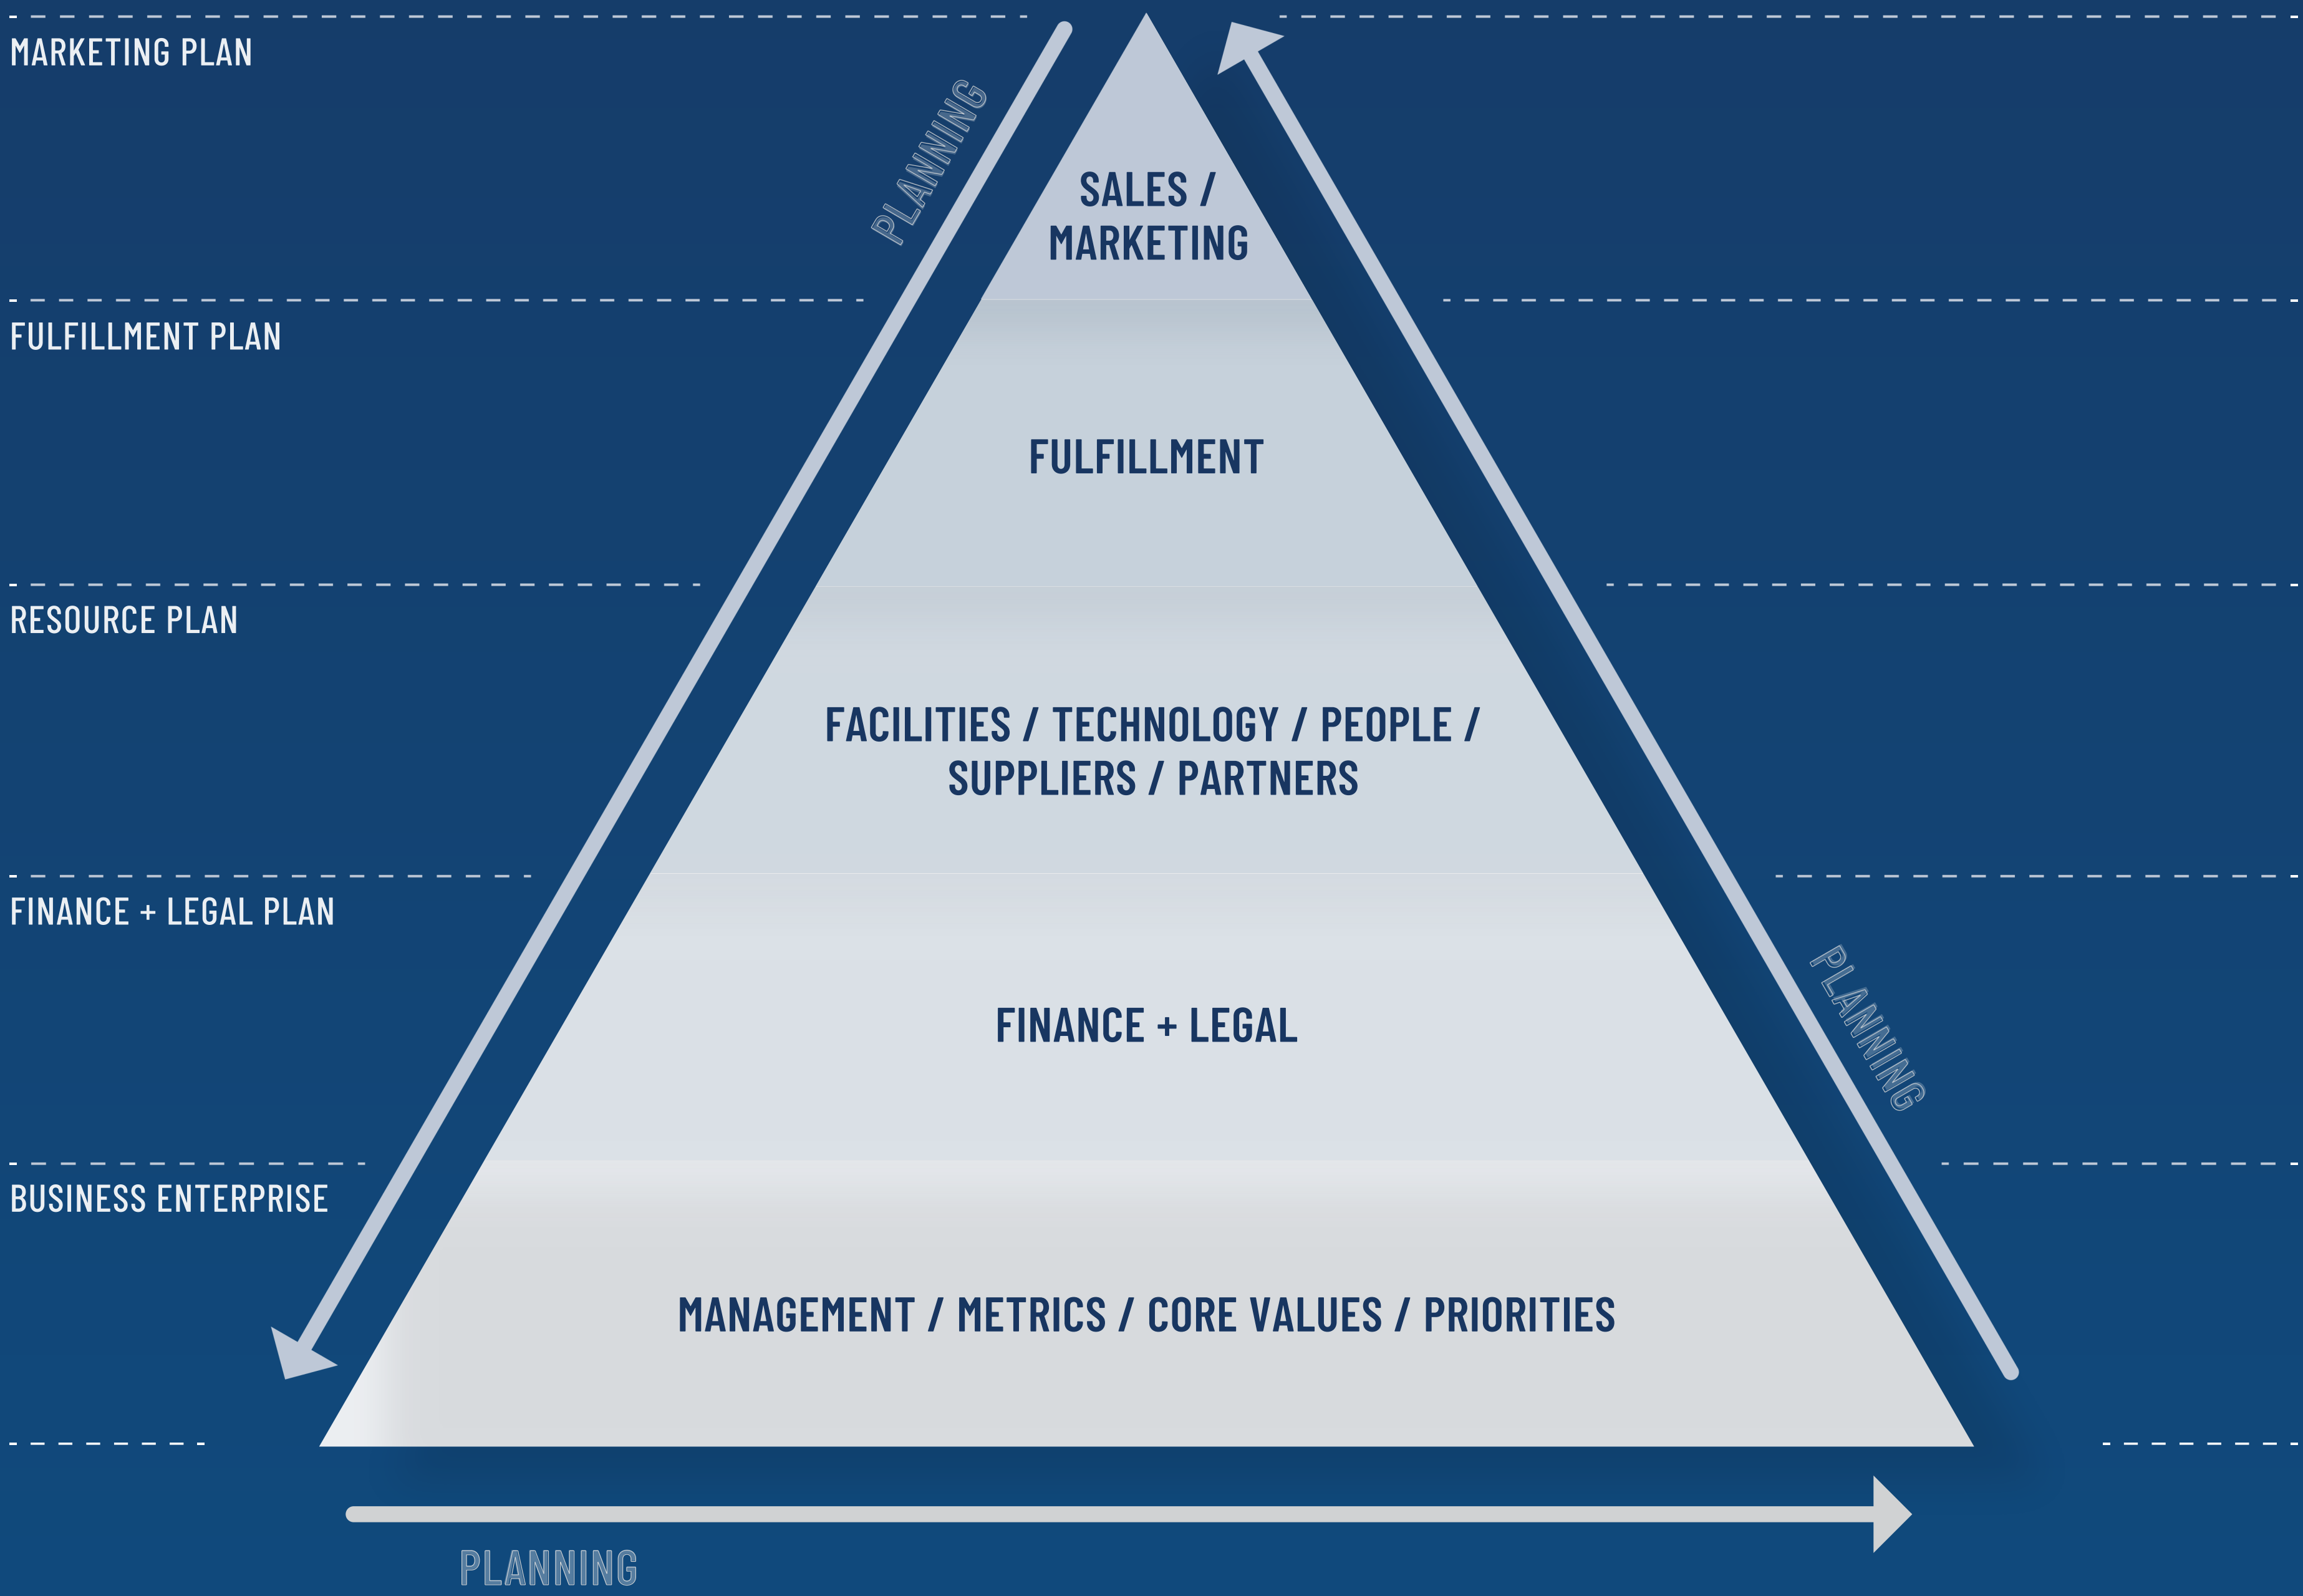 MARKETING PLAN
PLANNING
SALES /
MARKETING
FULFILLMENT PLAN
FULFILLMENT
RESOURCE PLAN
FACILITIES / TECHNOLOGY / PEOPLE /
SUPPLIERS / PARTNERS
FINANCE + LEGAL PLAN
PLANNING
FINANCE + LEGAL
BUSINESS ENTERPRISE
MANAGEMENT / METRICS / CORE VALUES / PRIORITIES
PLANNING